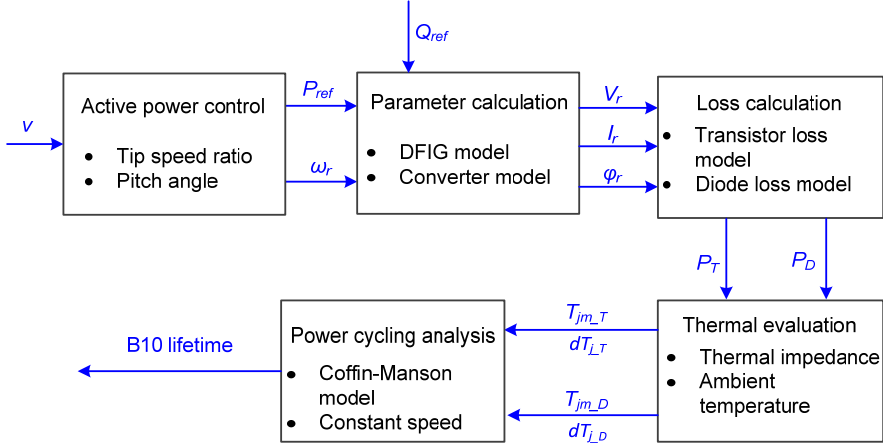 Q_ref
Active power control
P_ref
Parameter calculation
V_r
Loss calculation
v
I_r
• Transistor loss
model
• Tip speed ratio
• DFIG model
• Pitch angle
ω_r
• Converter model
φ_r
• Diode loss model
P_T
P_D
T_jm_T
Power cycling analysis
Thermal evaluation
B10 lifetime
dT_j_T
• Thermal impedance
• Coffin-Manson
model
• Ambient
temperature
T_jm_D
• Constant speed
dT_j_D